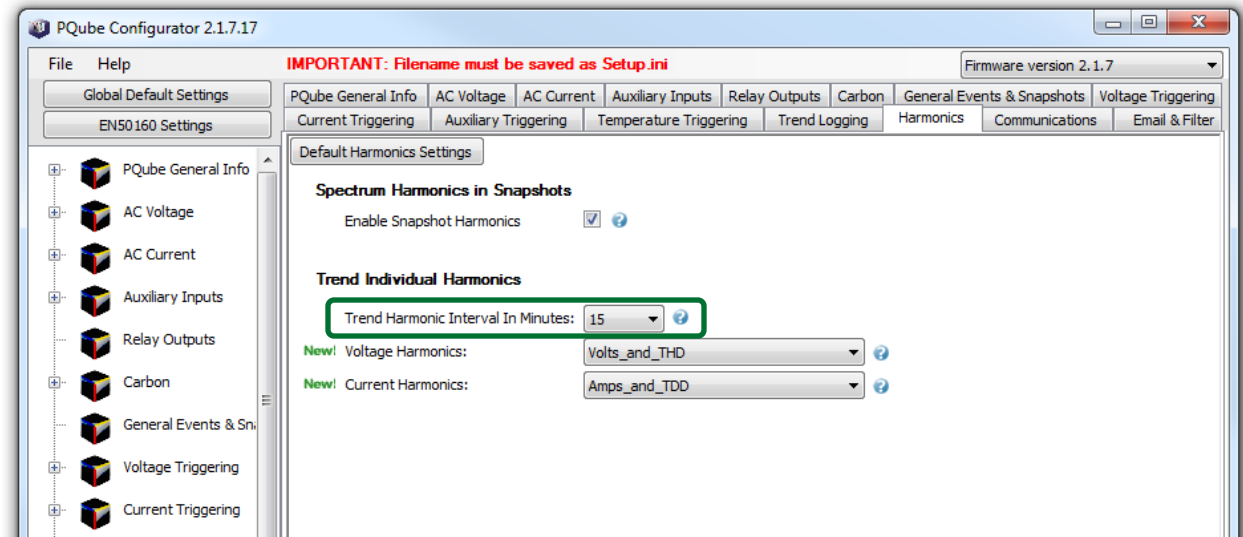 PQube Configurator 2.1.7.17
File Help IMPORTANT: Filename must be saved as Setup.ini Firmware version 2.1.7
Global Default Settings
EN50160 Settings
PQube General Info AC Voltage AC Current Auxiliary Inputs Relay Outputs Carbon General Events & Snapshots Voltage Triggering
Current Triggering Auxiliary Triggering Temperature Triggering Trend Logging Harmonics Communications Email & Filter
PQube General Info
AC Voltage
AC Current
Auxiliary Inputs
Relay Outputs
Carbon
General Events & Sna
Voltage Triggering
Current Triggering
Default Harmonics Settings
Spectrum Harmonics in Snapshots
Enable Snapshot Harmonics ?
Trend Individual Harmonics
Trend Harmonic Interval In Minutes: 15 ?
New! Voltage Harmonics: Volts_and_THD ?
New! Current Harmonics: Amps_and_TDD ?